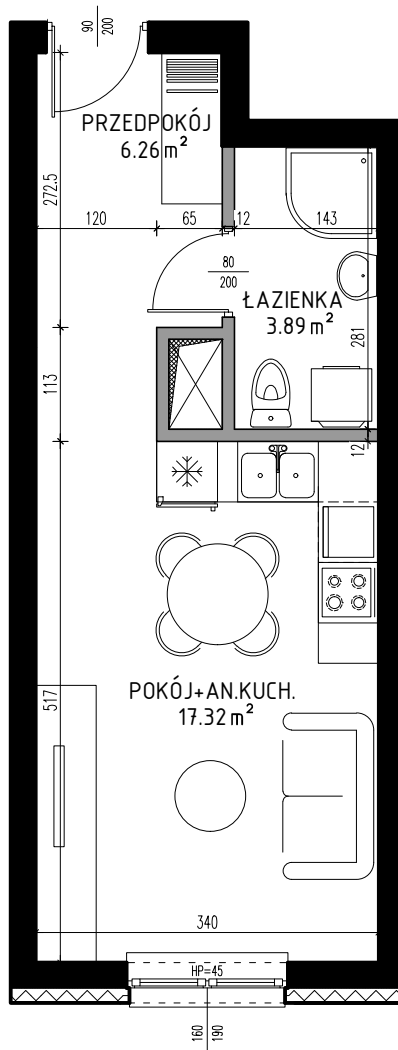 90
200
PRZEDPOKÓJ
6.26 m²
272.5
120
65
12
143
80
200
ŁAZIENKA
3.89 m²
281
113
12
POKÓJ+AN.KUCH.
17.32 m²
517
340
HP=45
160
190